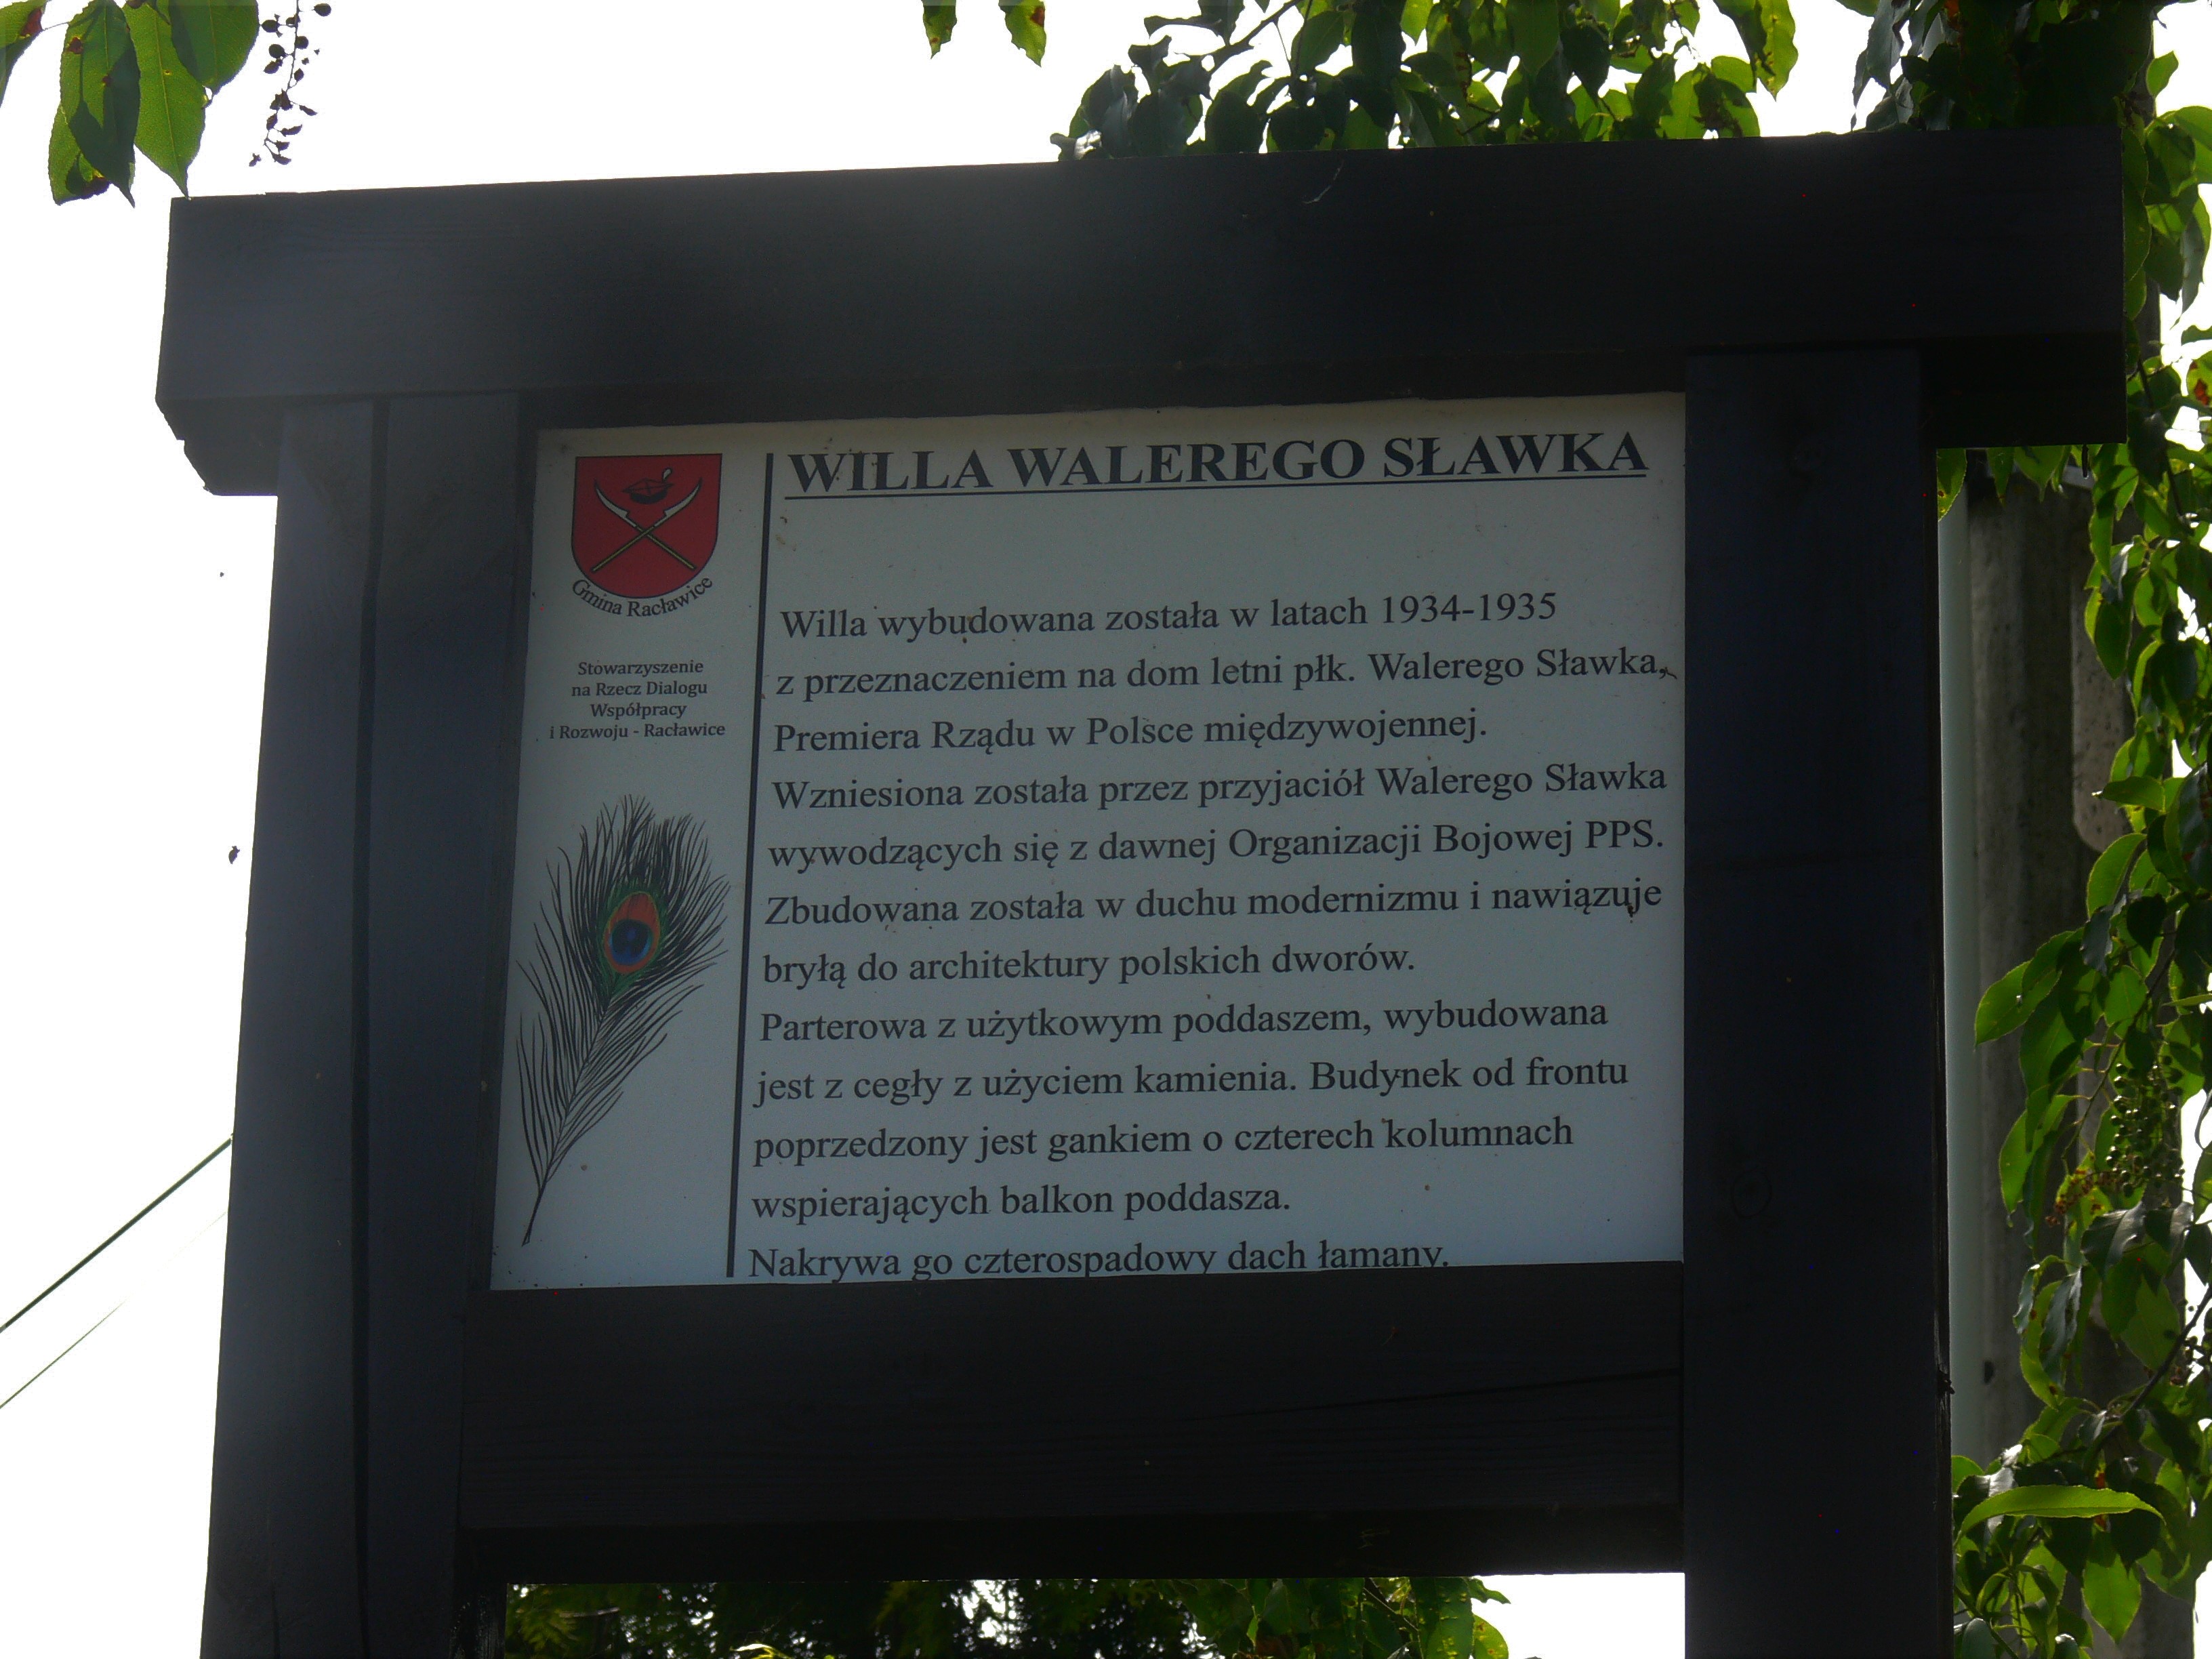 WILLA WALEREGO SŁAWKA
Gmina Racławice
Stowarzyszenie
na Rzecz Dialogu
Współpracy
i Rozwoju - Racławice
Willa wybudowana została w latach 1934-1935
z przeznaczeniem na dom letni płk. Walerego Sławka,
Premiera Rządu w Polsce międzywojennej.
Wzniesiona została przez przyjaciół Walerego Sławka
wywodzących się z dawnej Organizacji Bojowej PPS.
Zbudowana została w duchu modernizmu i nawiązuje
bryłą do architektury polskich dworów.
Parterowa z użytkowym poddaszem, wybudowana
jest z cegły z użyciem kamienia. Budynek od frontu
poprzedzony jest gankiem o czterech kolumnach
wspierających balkon poddasza.
Nakrywa go czterospadowy dach łamany.